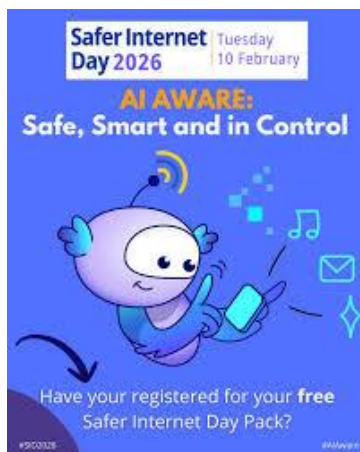 Safer Internet
Day 2026
Tuesday
10 February
AI AWARE:
Safe, Smart and in Control
Have your registered for your free
Safer Internet Day Pack?
#SID2026
#AIAware